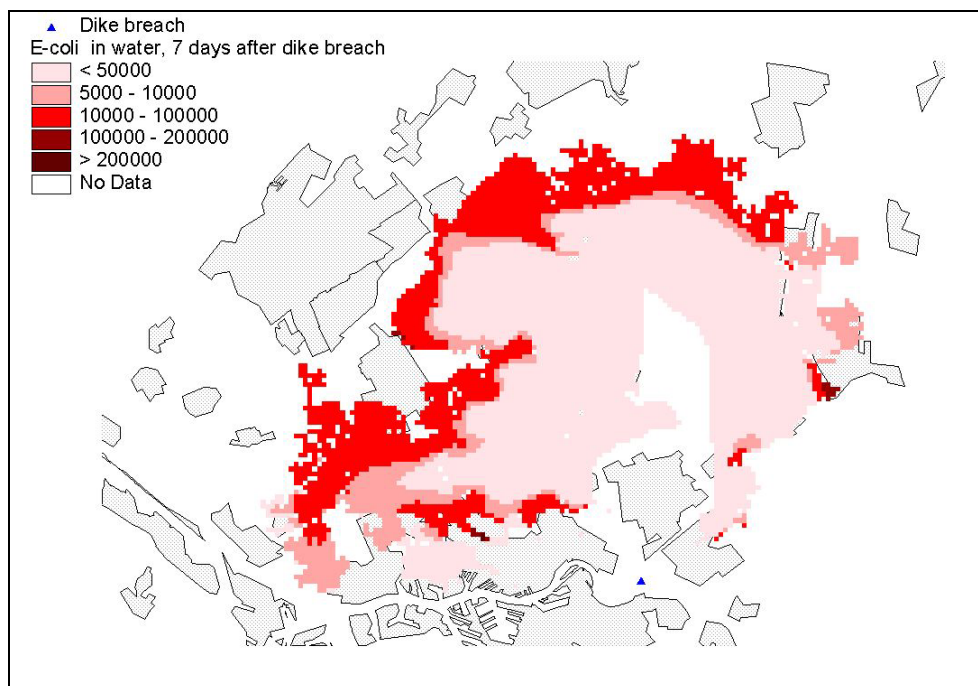 Dike breach
E-coli in water, 7 days after dike breach
< 50000
5000 - 10000
10000 - 100000
100000 - 200000
> 200000
No Data